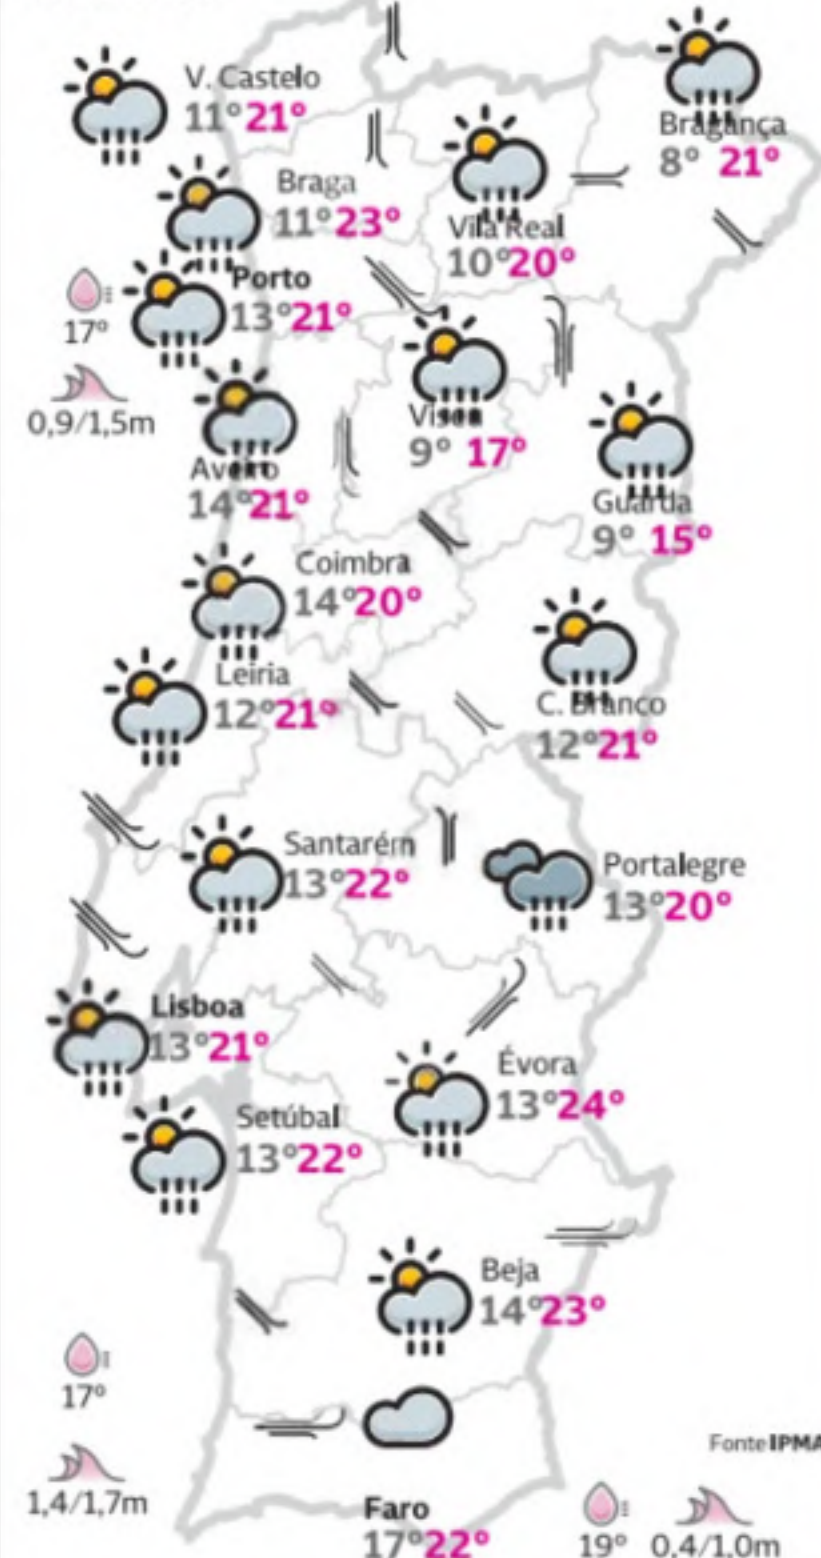 V. Castelo
11° 21°
Bragança
8° 21°
Braga
11° 23°
Vila Real
10° 20°
Porto
13° 21°
17°
0,9/1,5m
Viseu
9° 17°
Aveiro
14° 21°
Guarda
9° 15°
Coimbra
14° 20°
Leiria
12° 21°
C. Branco
12° 21°
Santarém
13° 22°
Portalegre
13° 20°
Lisboa
13° 21°
Évora
13° 24°
Setúbal
13° 22°
Beja
14° 23°
17°
1,4/1,7m
Fonte IPMA
Faro
17° 22°
19° 0,4/1,0m